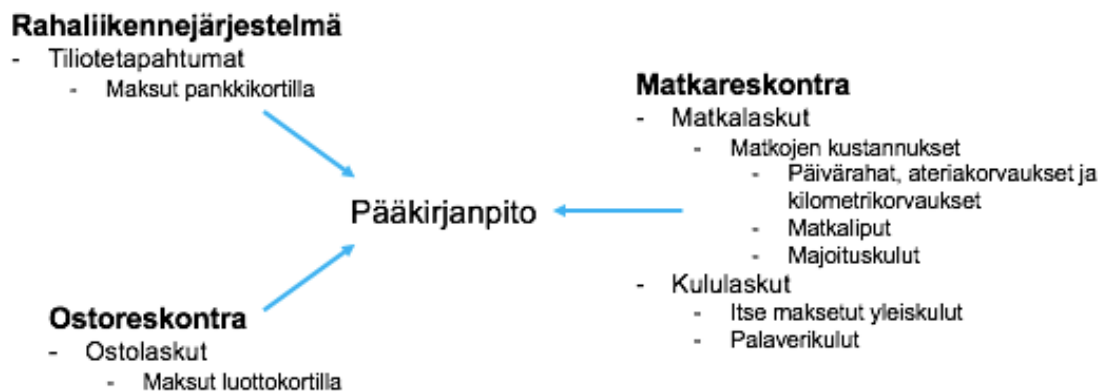 Rahaliikennejärjestelmä
- Tiliotetapahtumat
- Maksut pankkikortilla
Matkareskontra
- Matkalaskut
- Matkojen kustannukset
- Päivärahat, ateriakorvaukset ja
kilometrikorvaukset
- Matkaliput
- Majoituskulut
- Kululaskut
- Itse maksetut yleiskulut
- Palaverikulut
Pääkirjanpito
Ostoreskontra
- Ostolaskut
- Maksut luottokortilla